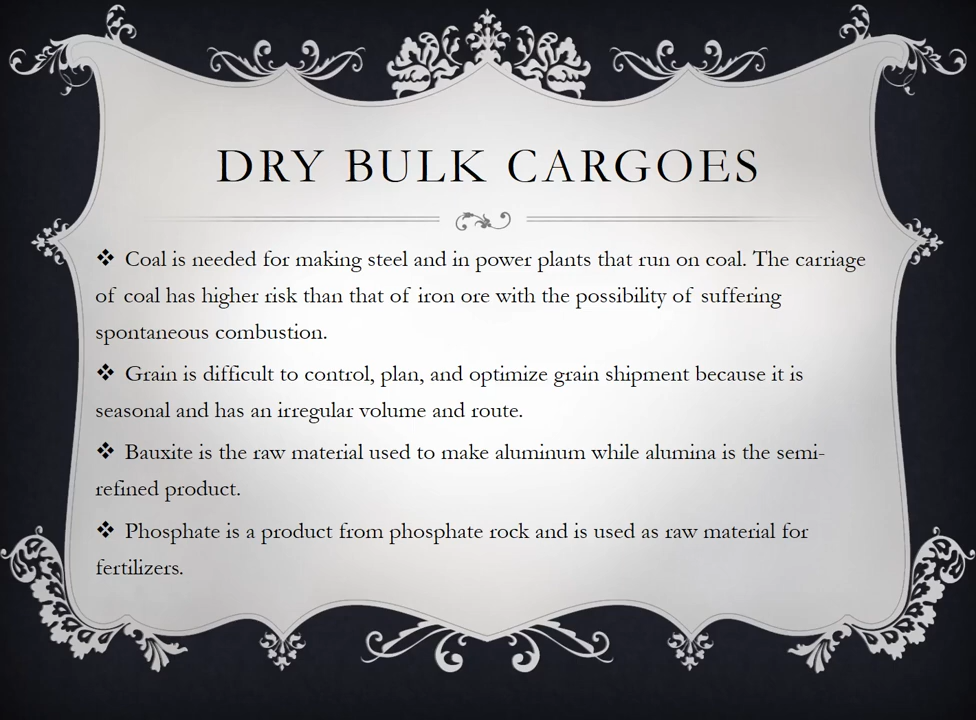 DRY BULK CARGOES
❖ Coal is needed for making steel and in power plants that run on coal. The carriage
of coal has higher risk than that of iron ore with the possibility of suffering
spontaneous combustion.
❖ Grain is difficult to control, plan, and optimize grain shipment because it is
seasonal and has an irregular volume and route.
❖ Bauxite is the raw material used to make aluminum while alumina is the semi-
refined product.
❖ Phosphate is a product from phosphate rock and is used as raw material for
fertilizers.